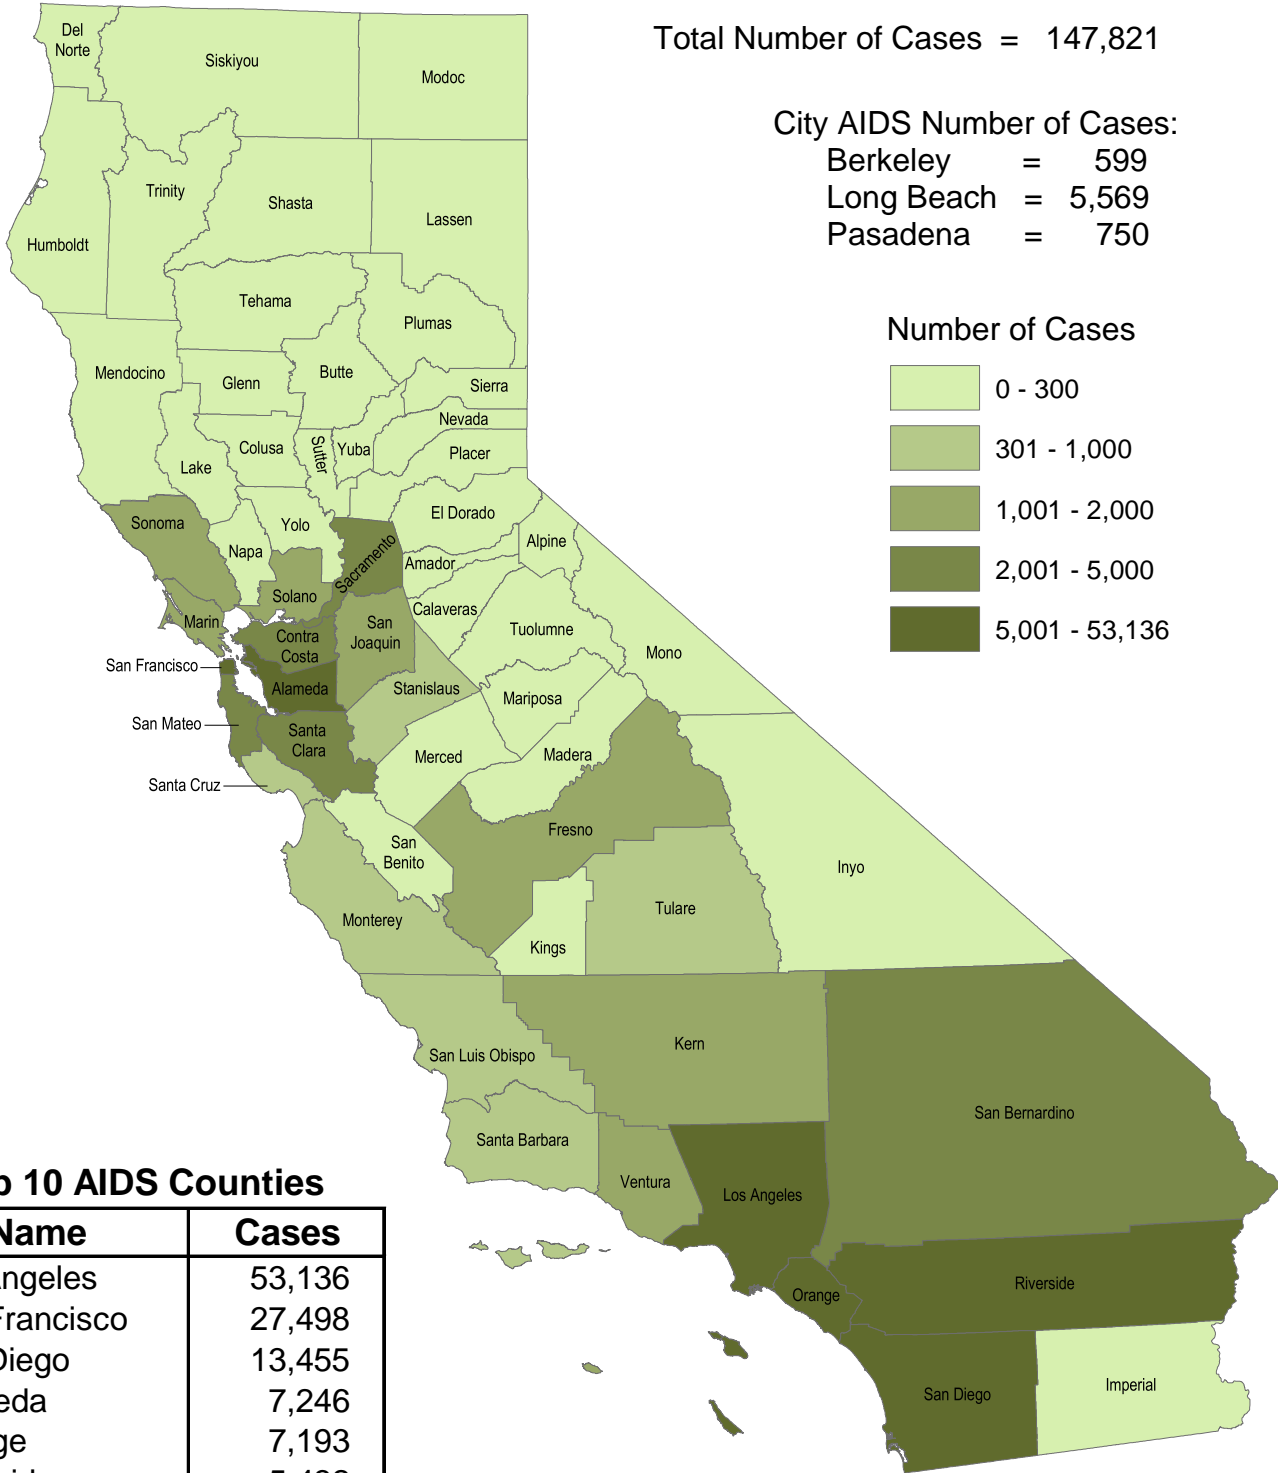 Total Number of Cases = 147,821
City AIDS Number of Cases:
Berkeley = 599
Long Beach = 5,569
Pasadena = 750
Number of Cases
0 - 300
301 - 1,000
1,001 - 2,000
2,001 - 5,000
5,001 - 53,136
Del
Norte
Siskiyou
Modoc
Trinity
Shasta
Lassen
Humboldt
Tehama
Plumas
Mendocino
Glenn
Butte
Sierra
Nevada
Colusa
Sutter
Yuba
Placer
Lake
El Dorado
Sonoma
Yolo
Napa
Alpine
Sacramento
Amador
Solano
Calaveras
Marin
San
Joaquin
Tuolumne
Contra
Costa
Mono
San Francisco
Alameda
Stanislaus
Mariposa
San Mateo
Santa
Clara
Merced
Madera
Santa Cruz
Fresno
San
Benito
Inyo
Monterey
Tulare
Kings
San Luis Obispo
Kern
San Bernardino
Santa Barbara
Ventura
Los Angeles
Riverside
Orange
San Diego
Imperial
10 AIDS Counties
Name Cases
ngeles 53,136
Francisco 27,498
Diego 13,455
eda 7,246
ge 7,193